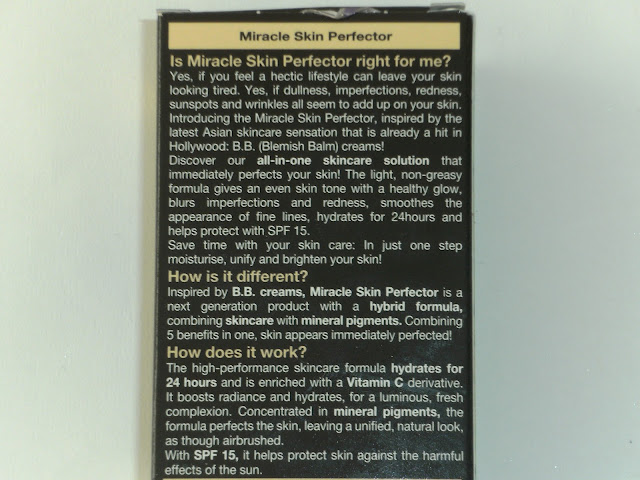 Miracle Skin Perfector
Is Miracle Skin Perfector right for me?
Yes, if you feel a hectic lifestyle can leave your skin
looking tired. Yes, if dullness, imperfections, redness,
sunspots and wrinkles all seem to add up on your skin.
Introducing the Miracle Skin Perfector, inspired by the
latest Asian skincare sensation that is already a hit in
Hollywood: B.B. (Blemish Balm) creams!
Discover our all-in-one skincare solution that
immediately perfects your skin! The light, non-greasy
formula gives an even skin tone with a healthy glow,
blurs imperfections and redness, smoothes the
appearance of fine lines, hydrates for 24hours and
helps protect with SPF 15.
Save time with your skin care: In just one step
moisturise, unify and brighten your skin!
How is it different?
Inspired by B.B. creams, Miracle Skin Perfector is a
next generation product with a hybrid formula,
combining skincare with mineral pigments. Combining
5 benefits in one, skin appears immediately perfected!
How does it work?
The high-performance skincare formula hydrates for
24 hours and is enriched with a Vitamin C derivative.
It boosts radiance and hydrates, for a luminous, fresh
complexion. Concentrated in mineral pigments, the
formula perfects the skin, leaving a unified, natural look,
as though airbrushed.
With SPF 15, it helps protect skin against the harmful
effects of the sun.